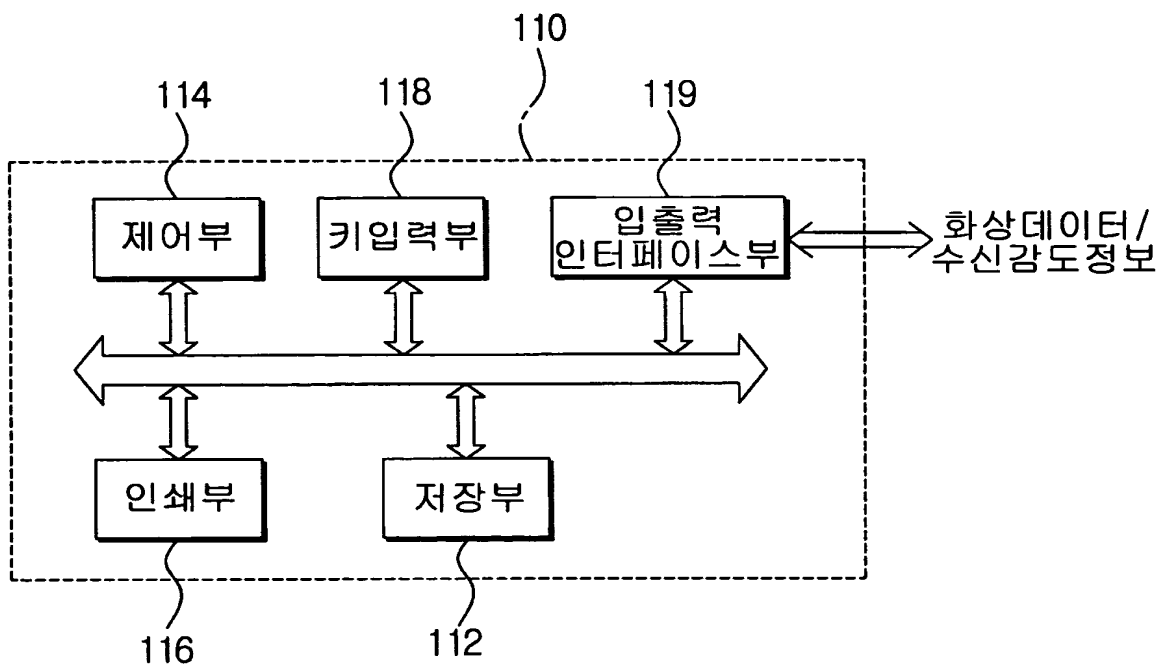 110
114
118
119
제어부
키입력부
입출력
인터페이스부
화상데이터/
수신감도정보
인쇄부
저장부
116
112